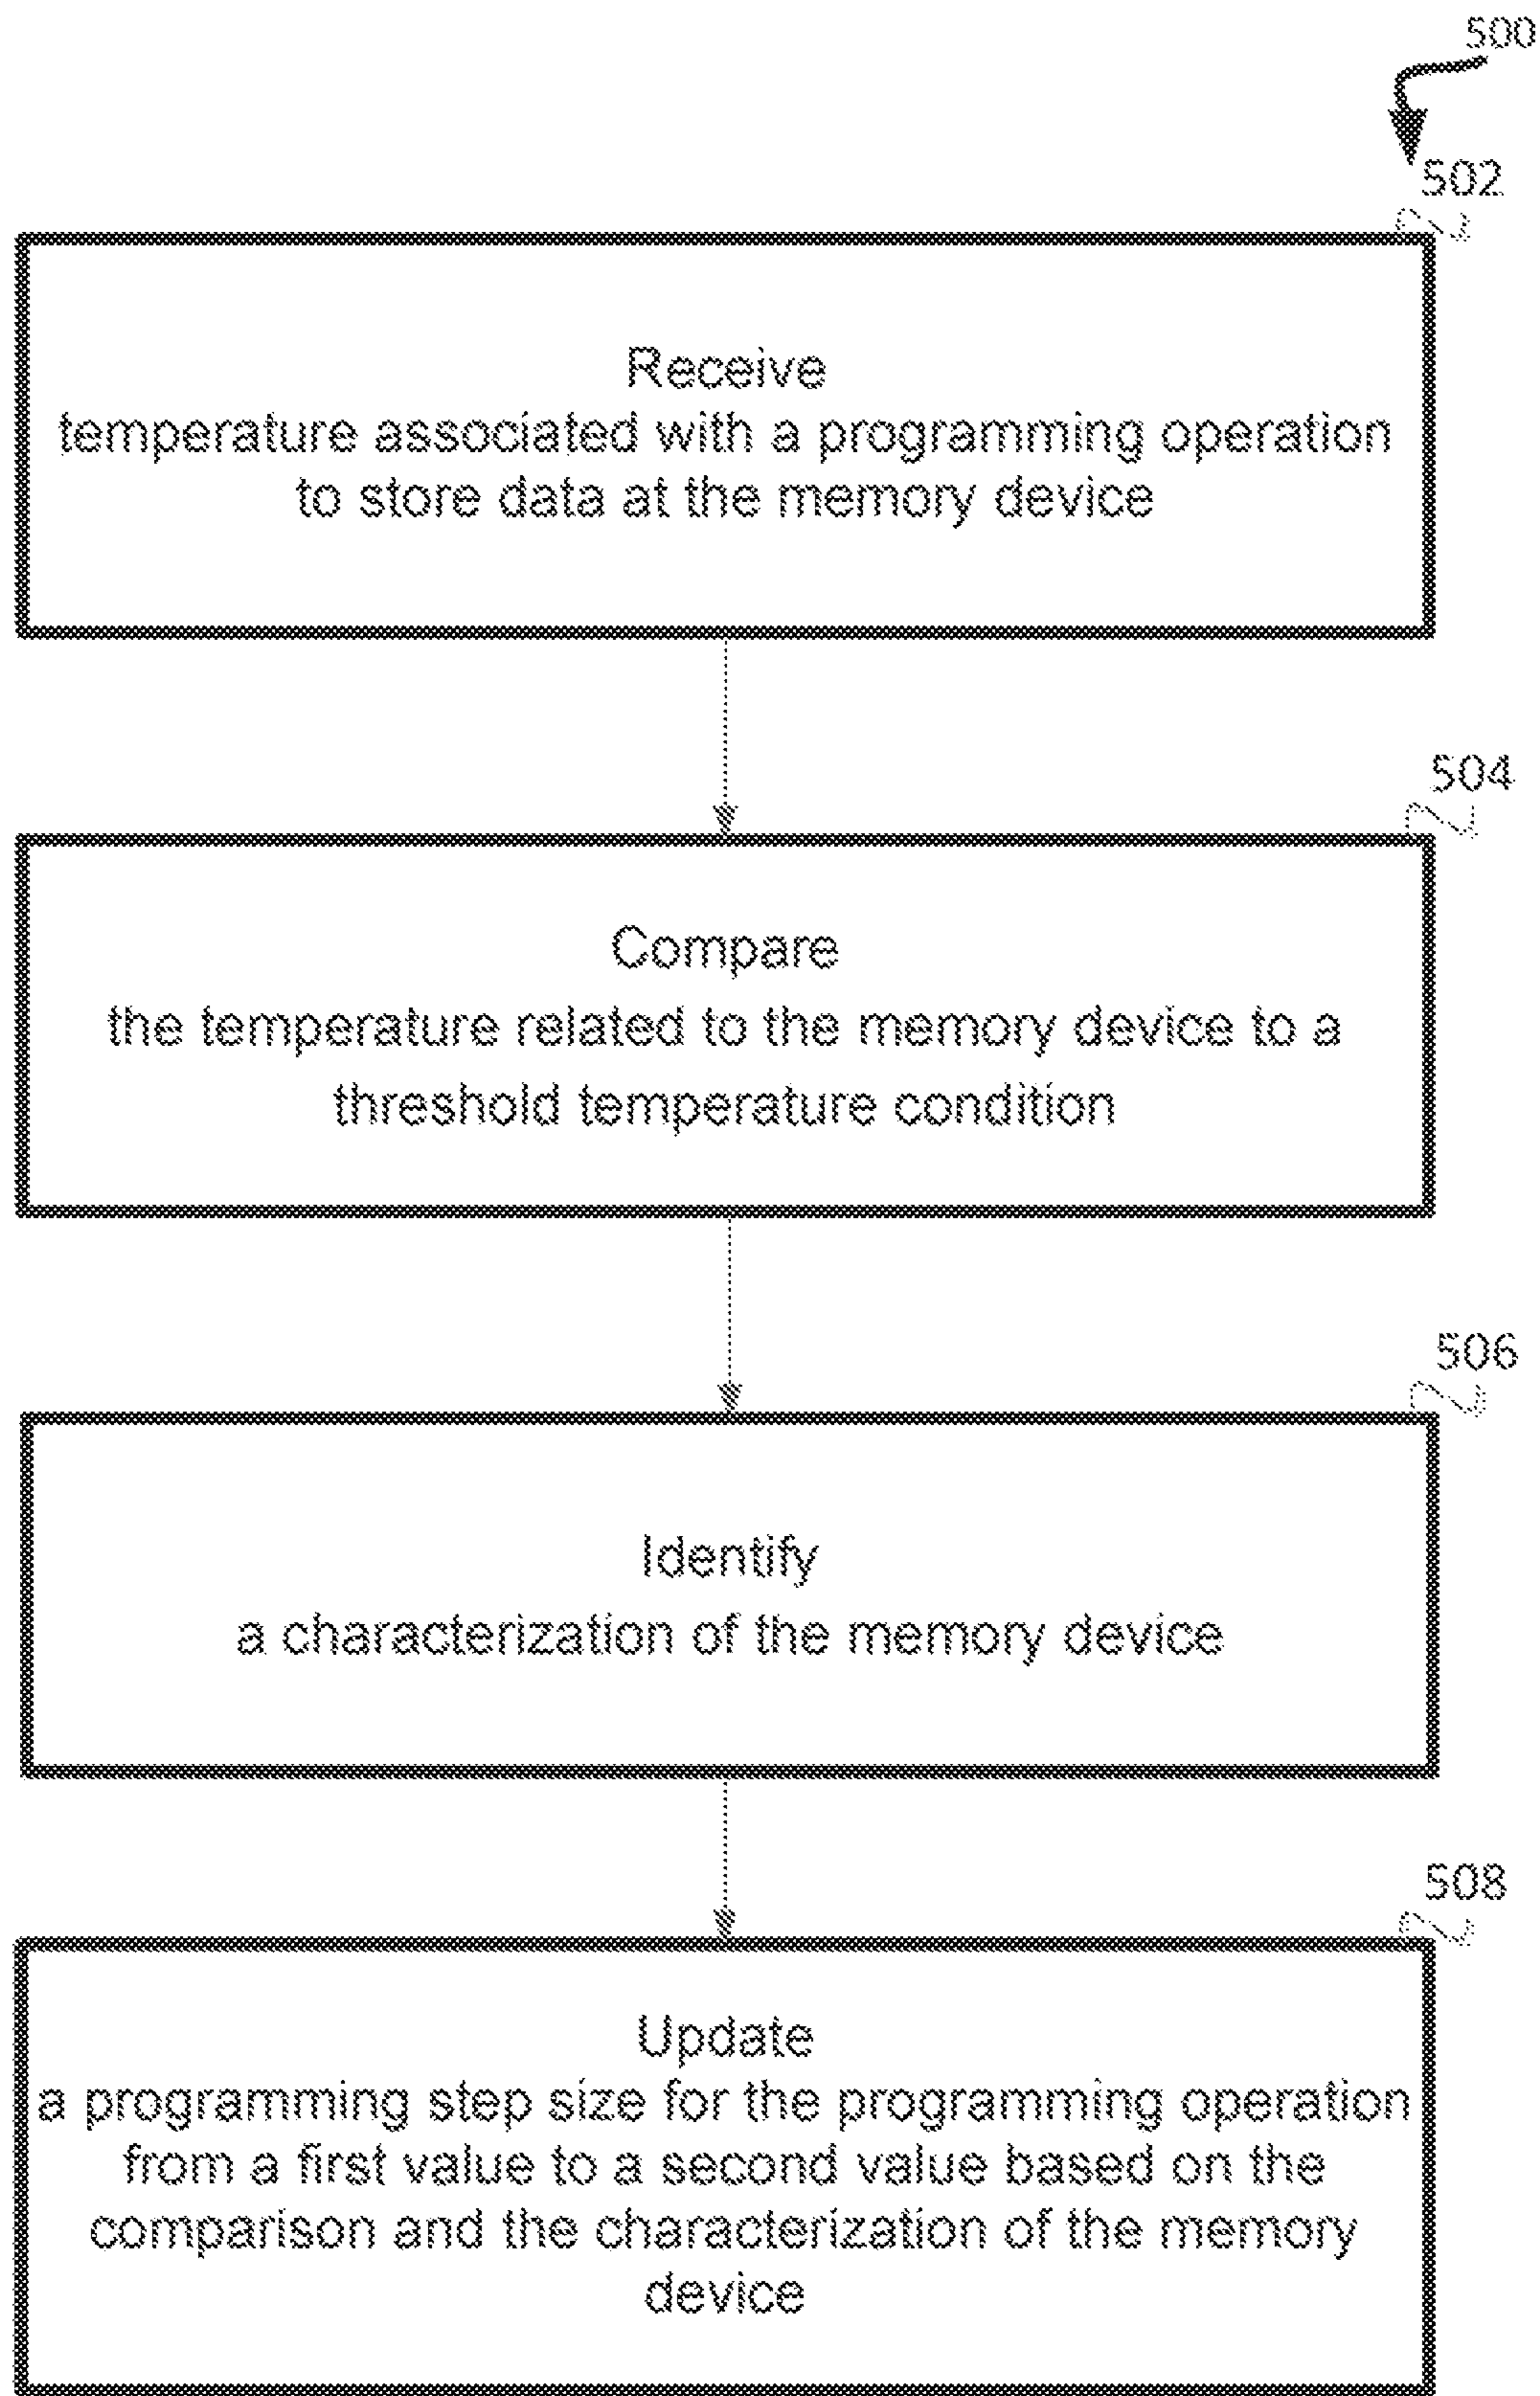 500
502
Receive
temperature associated with a programming operation
to store data at the memory device
504
Compare
the temperature related to the memory device to a
threshold temperature condition
506
Identify
a characterization of the memory device
508
Update
a programming step size for the programming operation
from a first value to a second value based on the
comparison and the characterization of the memory
device